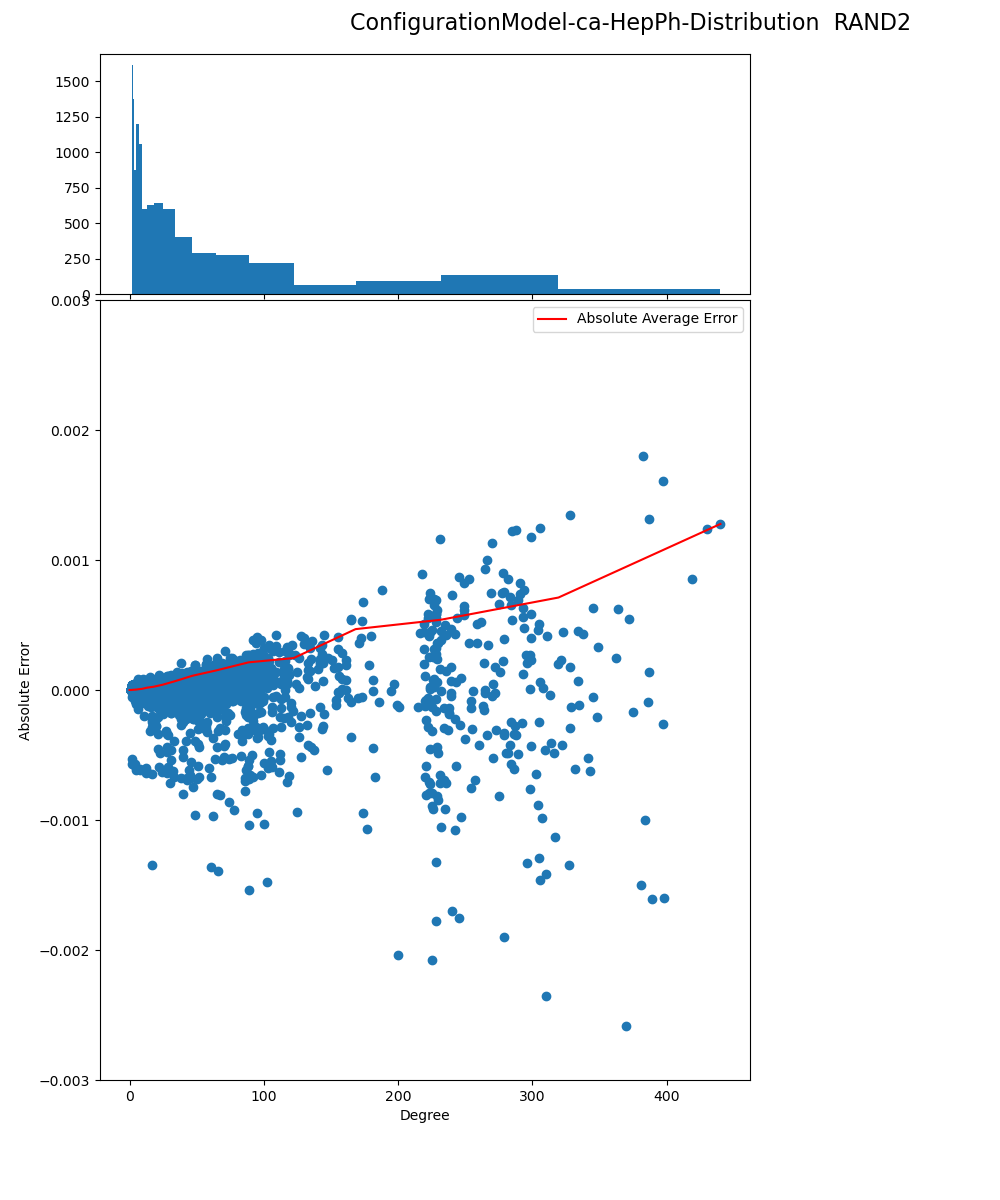 ConfigurationModel-ca-HepPh-Distribution  RAND2
1500
1250
1000
750
500
250
0
0.003
Absolute Average Error
0.002
0.001
0.000
−0.001
−0.002
−0.003
Absolute Error
0 100 200 300 400
Degree